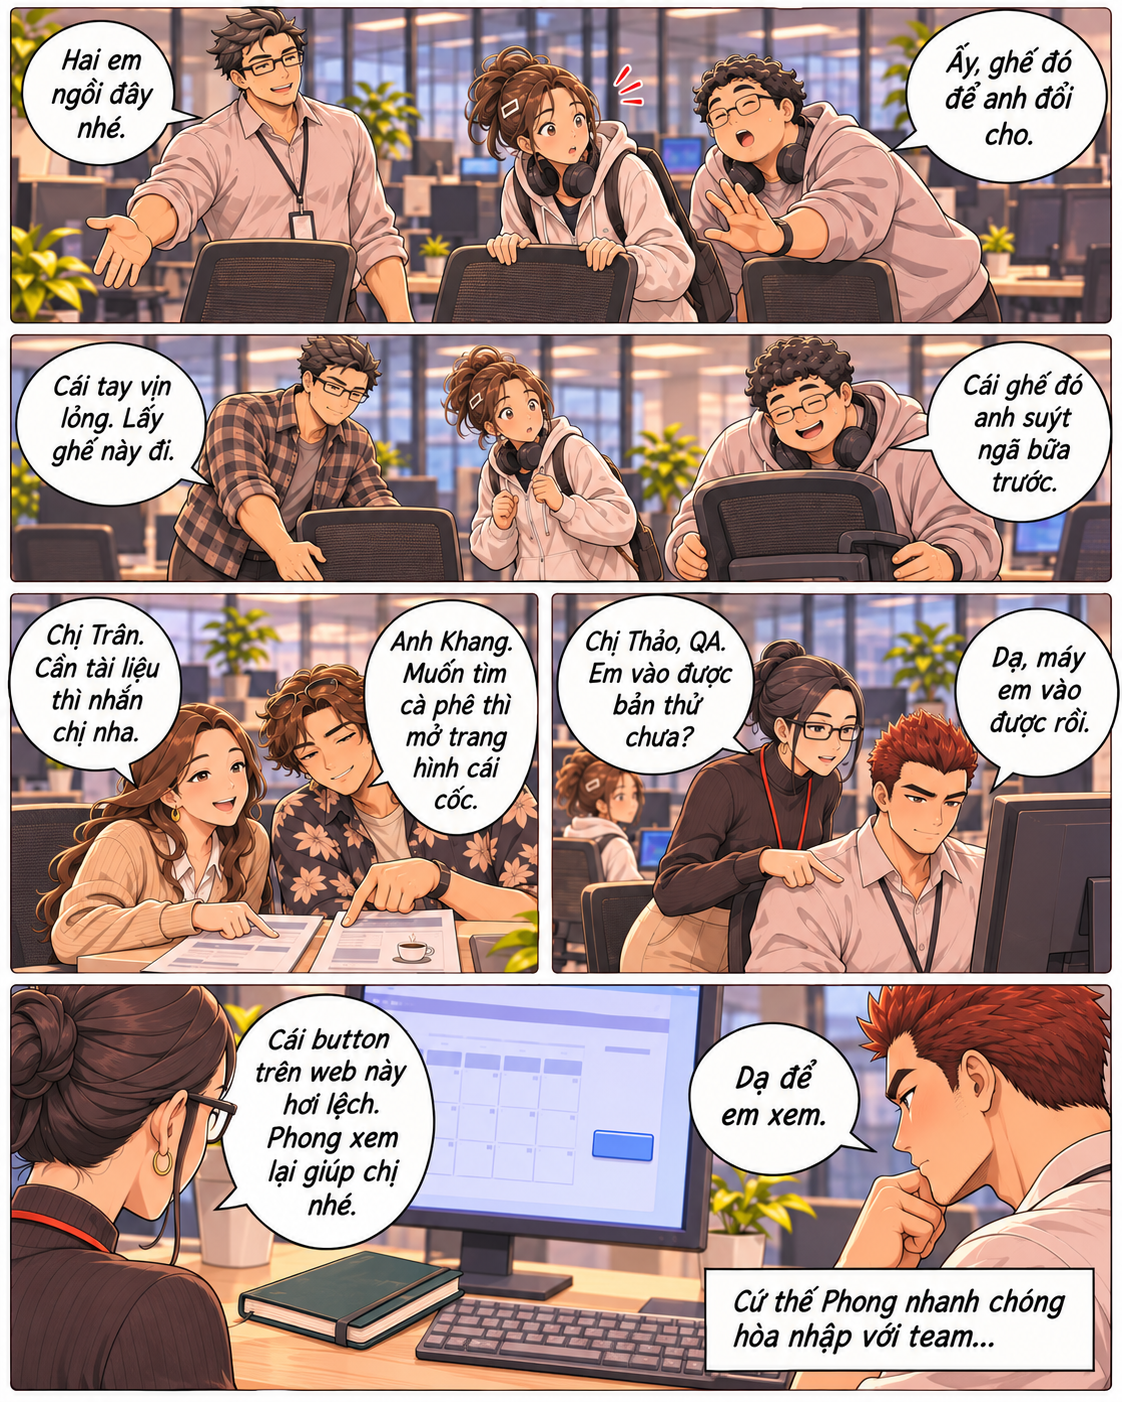 Hai em
ngồi đây
nhé.
Ấy, ghế đó
để anh đổi
cho.
Cái tay vịn
lỏng. Lấy
ghế này đi.
Cái ghế đó
anh suýt
ngã bữa
trước.
Chị Trân.
Cần tài liệu
thì nhắn
chị nha.
Anh Khang.
Muốn tìm
cà phê thì
mở trang
hình cái
cốc.
Chị Thảo, QA.
Em vào được
bản thử
chưa?
Dạ, máy
em vào
được rồi.
Cái button
trên web này
hơi lệch.
Phong xem
lại giúp chị
nhé.
Dạ để
em xem.
Cứ thế Phong nhanh chóng
hòa nhập với team...